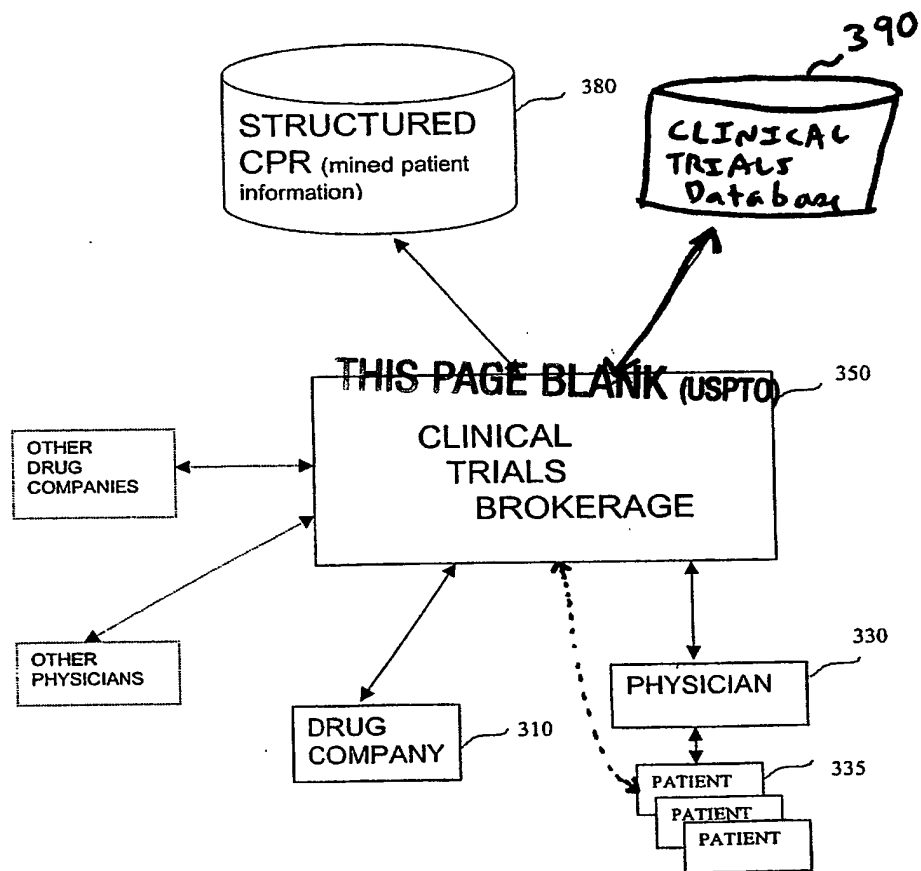 390
380
STRUCTURED
CPR (mined patient
information)
CLINICAL
TRIALS
Database
THIS PAGE BLANK (USPTO)
350
CLINICAL
TRIALS
BROKERAGE
OTHER
DRUG
COMPANIES
OTHER
PHYSICIANS
330
PHYSICIAN
DRUG
COMPANY
310
335
PATIENT
PATIENT
PATIENT